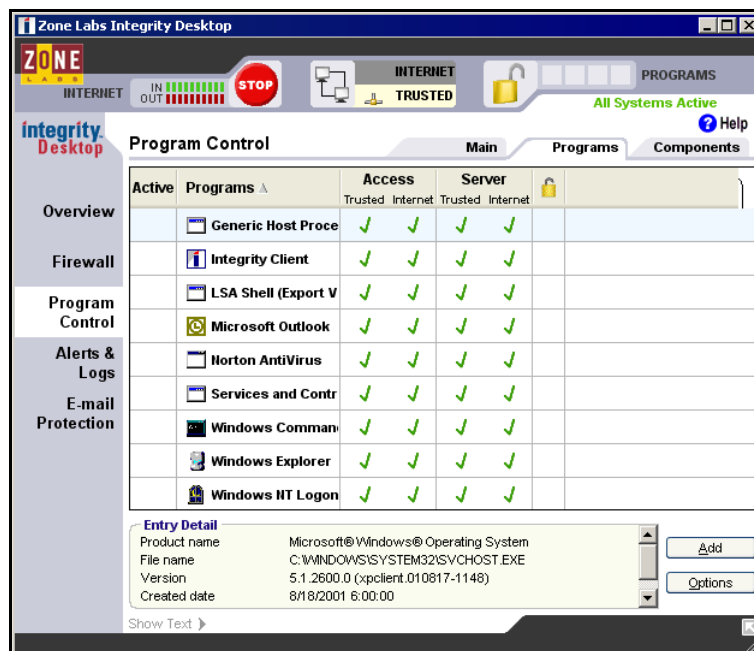 Zone Labs Integrity Desktop
ZONE
LABS
INTERNET
IN
OUT
STOP
INTERNET
TRUSTED
PROGRAMS
All Systems Active
integrity.
Desktop
Program Control
? Help
Main
Programs
Components
Overview
Firewall
Program
Control
Alerts &
Logs
E-mail
Protection
Active Programs Access Server
Trusted Internet Trusted Internet
Generic Host Proce
Integrity Client
LSA Shell (Export V
Microsoft Outlook
Norton AntiVirus
Services and Contr
Windows Comman
Windows Explorer
Windows NT Logon
Entry Detail
Product name Microsoft® Windows® Operating System
File name C:\WINDOWS\SYSTEM32\SVCHOST.EXE
Version 5.1.2600.0 (xpclient.010817-1148)
Created date 8/18/2001 6:00:00
Add
Options
Show Text